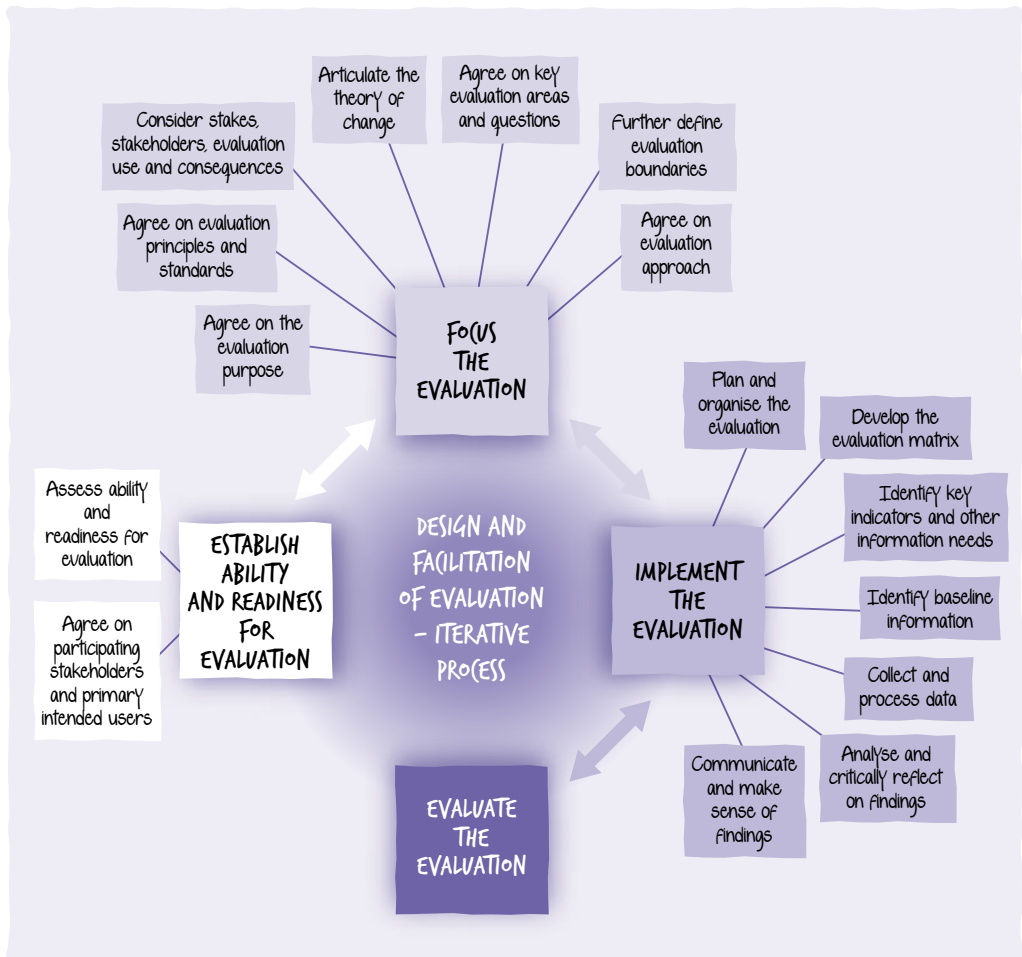 Articulate the
theory of
change
Agree on key
evaluation areas
and questions
Consider stakes,
stakeholders, evaluation
use and consequences
Further define
evaluation
boundaries
Agree on evaluation
principles and
standards
Agree on
evaluation
approach
Agree on the
evaluation
purpose
FOCUS
THE
EVALUATION
Plan and
organise the
evaluation
Develop the
evaluation matrix
Assess ability
and
readiness for
evaluation
Identify key
indicators and other
information needs
ESTABLISH
ABILITY
AND READINESS
FOR
EVALUATION
DESIGN AND
FACILITATION
OF EVALUATION
– ITERATIVE
PROCESS
IMPLEMENT
THE
EVALUATION
Identify baseline
information
Agree on
participating
stakeholders
and primary
intended users
Collect and
process data
Communicate
and make
sense of
findings
Analyse and
critically reflect
on findings
EVALUATE
THE
EVALUATION